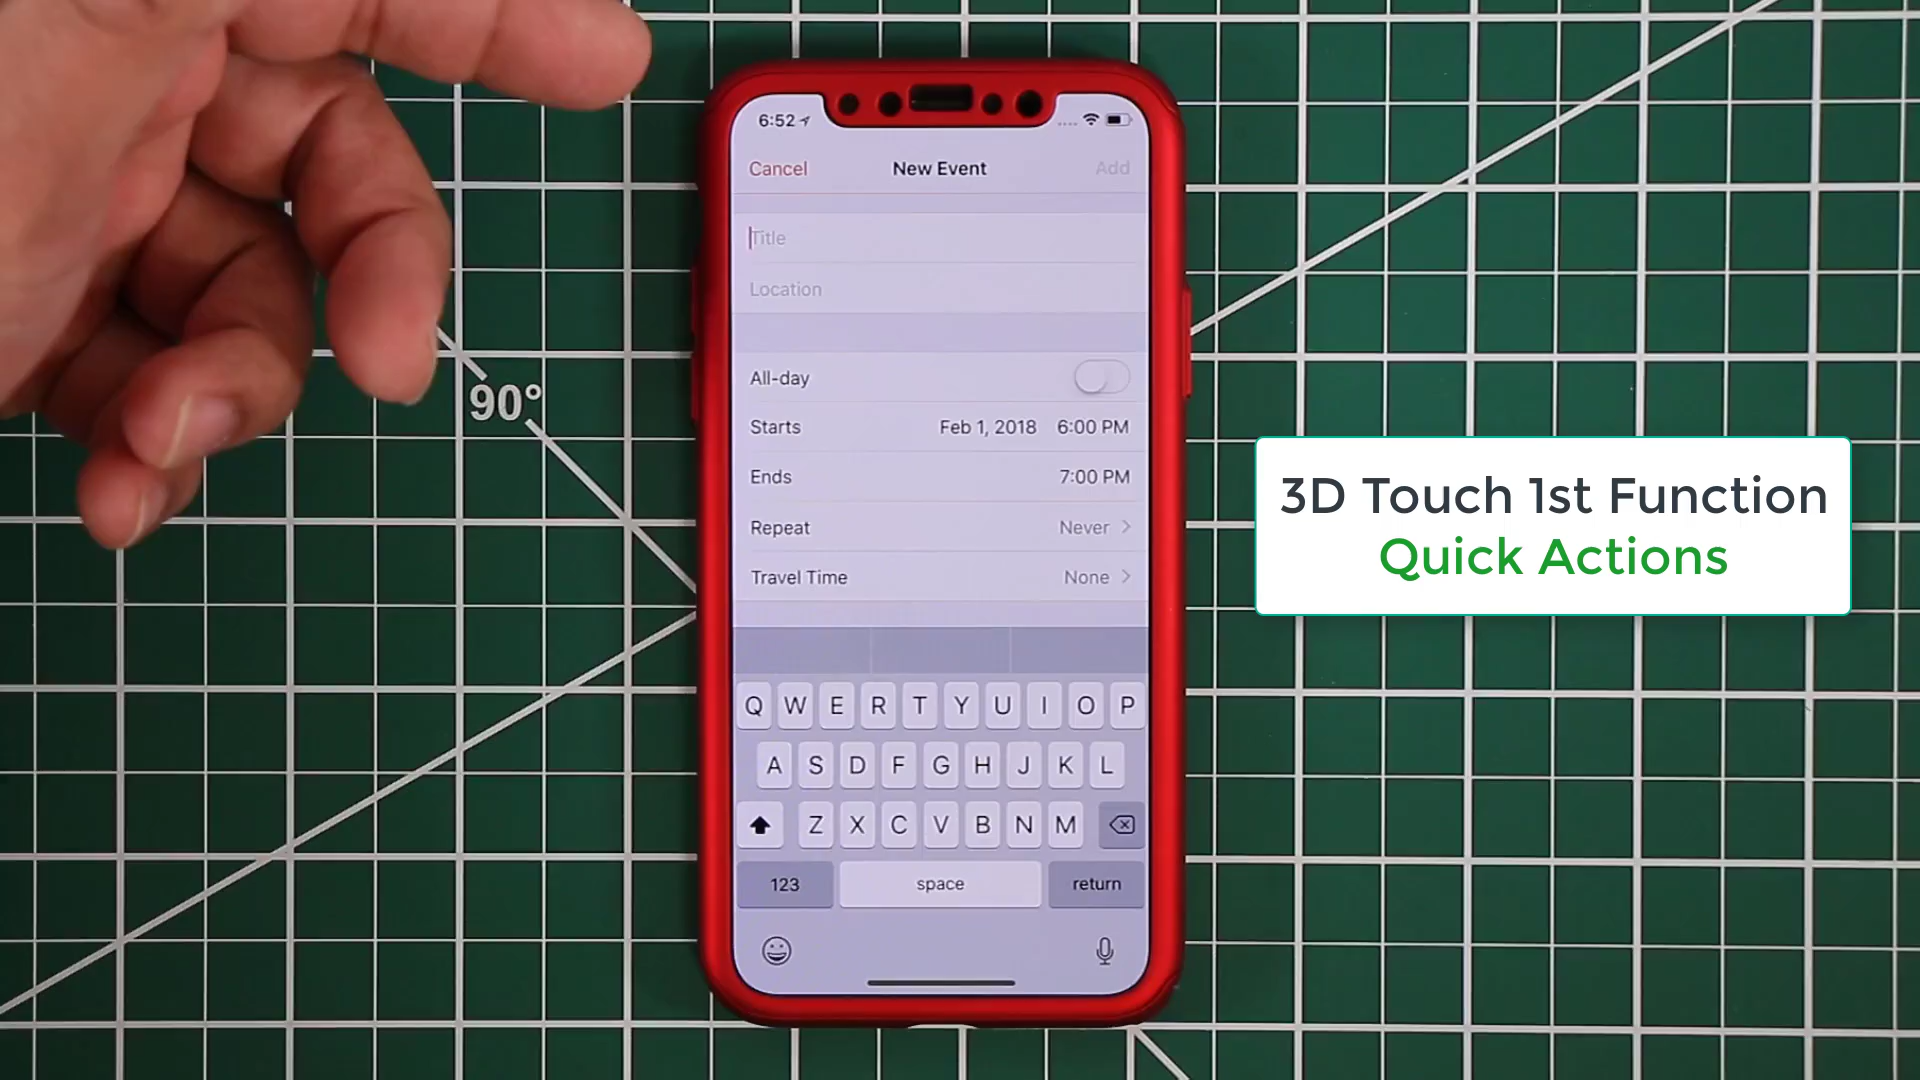 6:52
Cancel New Event Add
Title
Location
All-day
Starts Feb 1, 2018 6:00 PM
Ends 7:00 PM
Repeat Never
Travel Time None
Q W E R T Y U I O P
A S D F G H J K L
Z X C V B N M
123 space return
90°
3D Touch 1st Function
Quick Actions